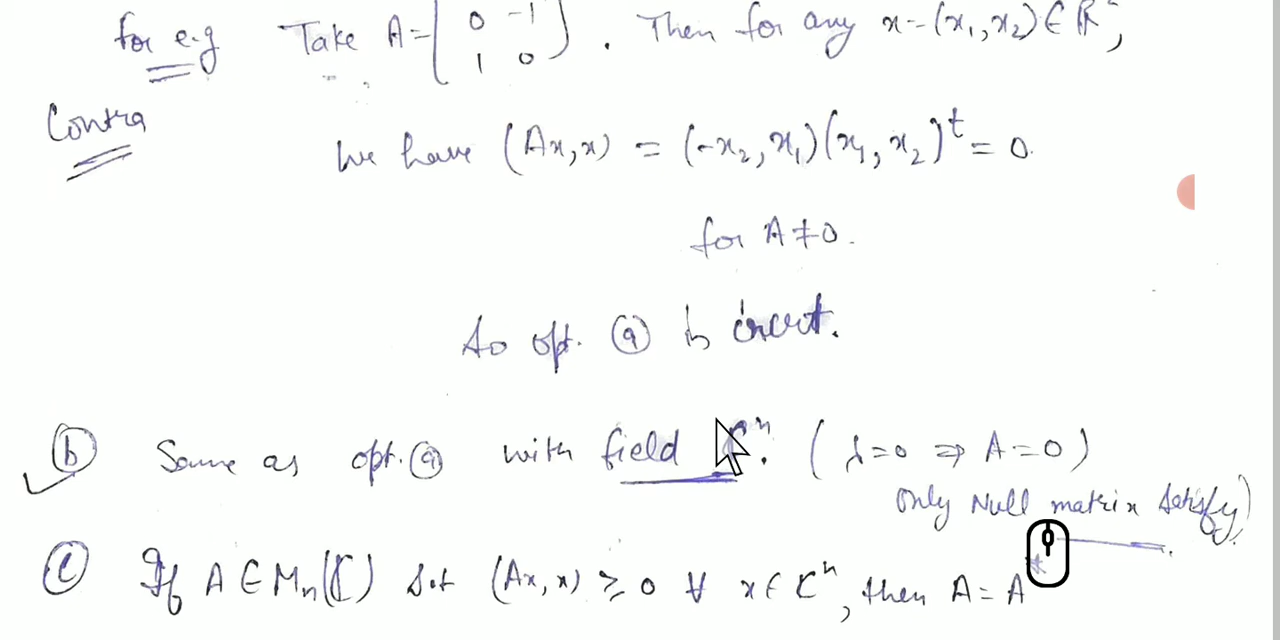 for e.g Take A = [ 0 -1
1 0 ] . Then for any x = (x₁, x₂) ∈ ℝ² ,
Contra
We have (Ax, x) = (-x₂, x₁) (x₁, x₂)ᵗ = 0.
for A ≠ 0.
So opt. ⓐ is
ⓑ Same as opt. ⓐ with field ⁿ. ( λ=0 ⇒ A=0 )
Only Null matrix satisfy)
ⓒ If A ∈ Mₙ(ℂ) s.t (Ax, x) ≥ 0 ∀ x ∈ ℂⁿ, then A = A*